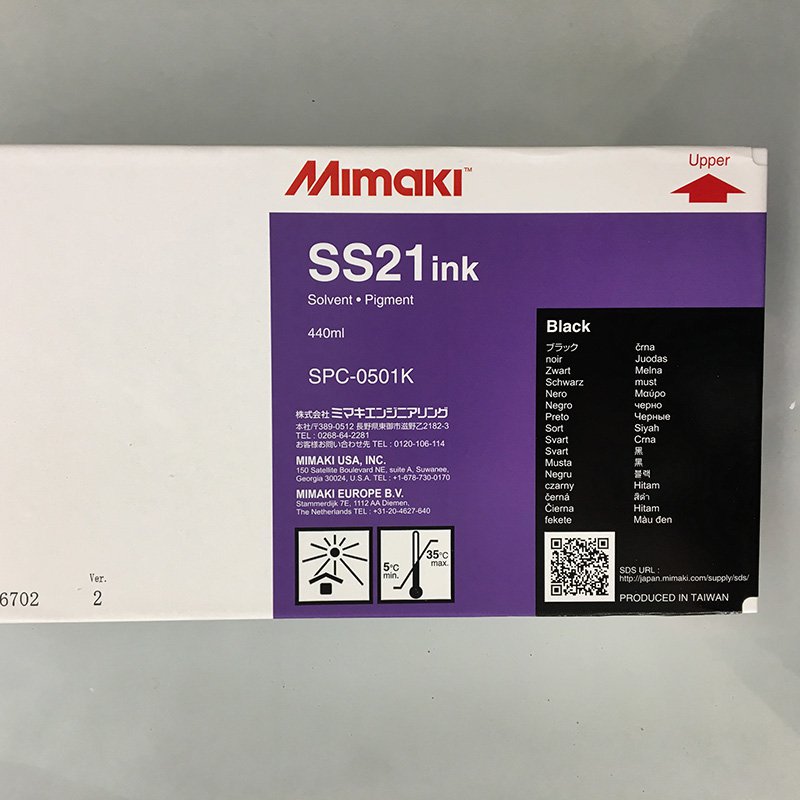 Mimaki™
Upper
SS21 ink
Solvent • Pigment
440ml
SPC-0501K
株式会社 ミマキエンジニアリング
本社/〒389-0512 長野県東御市滋野乙2182-3
TEL : 0268-64-2281
お客様お問い合わせ TEL : 0120-106-114
MIMAKI USA, INC.
150 Satellite Boulevard NE, suite A, Suwanee,
Georgia 30024, U.S.A. TEL : +1-678-730-0170
MIMAKI EUROPE B.V.
Stammerdijk 7E, 1112 AA Diemen,
The Netherlands TEL : +31-20-4627-640
5°C
min.
35°C
max.
Black
ブラック
noir
Zwart
Schwarz
Nero
Negro
Preto
Sort
Svart
Svart
Musta
Negru
czarny
černá
Čierna
fekete
črna
Juodas
Melna
must
Μαύρο
черно
Черные
Siyah
Crna
黑
黒
블랙
Hitam
สีดำ
Hitam
Màu đen
SDS URL :
http://japan.mimaki.com/supply/sds/
PRODUCED IN TAIWAN
6702
Ver.
2